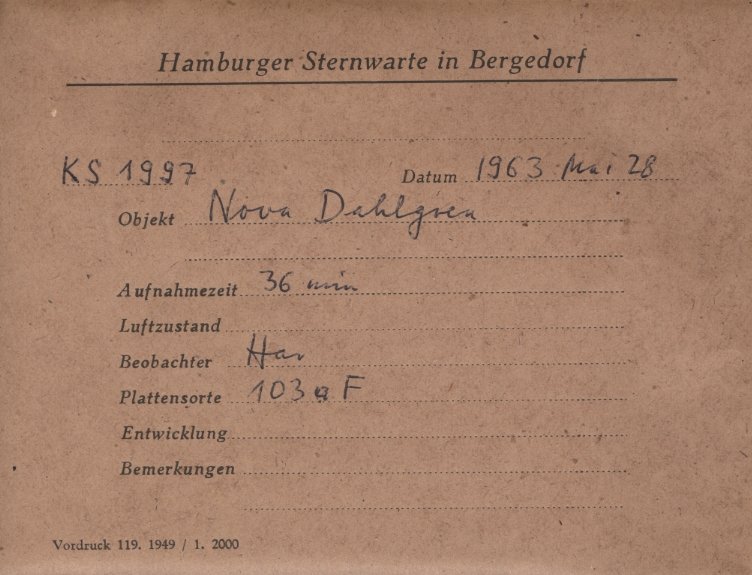 Hamburger Sternwarte in Bergedorf
KS 1997 Datum 1963 Mai 28
Objekt Nova Dahlgren
Aufnahmezeit 36 min
Luftzustand
Beobachter Har
Plattensorte 103 a F
Entwicklung
Bemerkungen
Vordruck 119. 1949 / 1. 2000